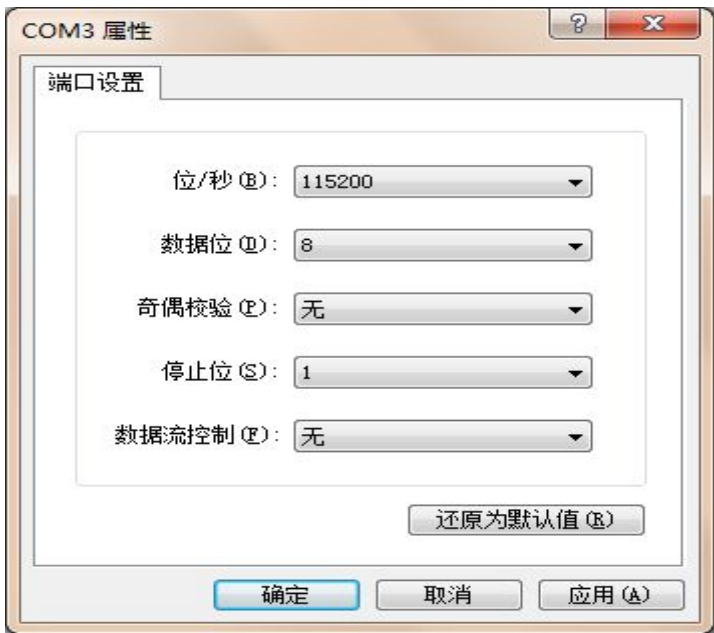 COM3 属性
端口设置
位/秒(B): 115200
数据位(D): 8
奇偶校验(P): 无
停止位(S): 1
数据流控制(F): 无
还原为默认值(R)
确定 取消 应用(A)